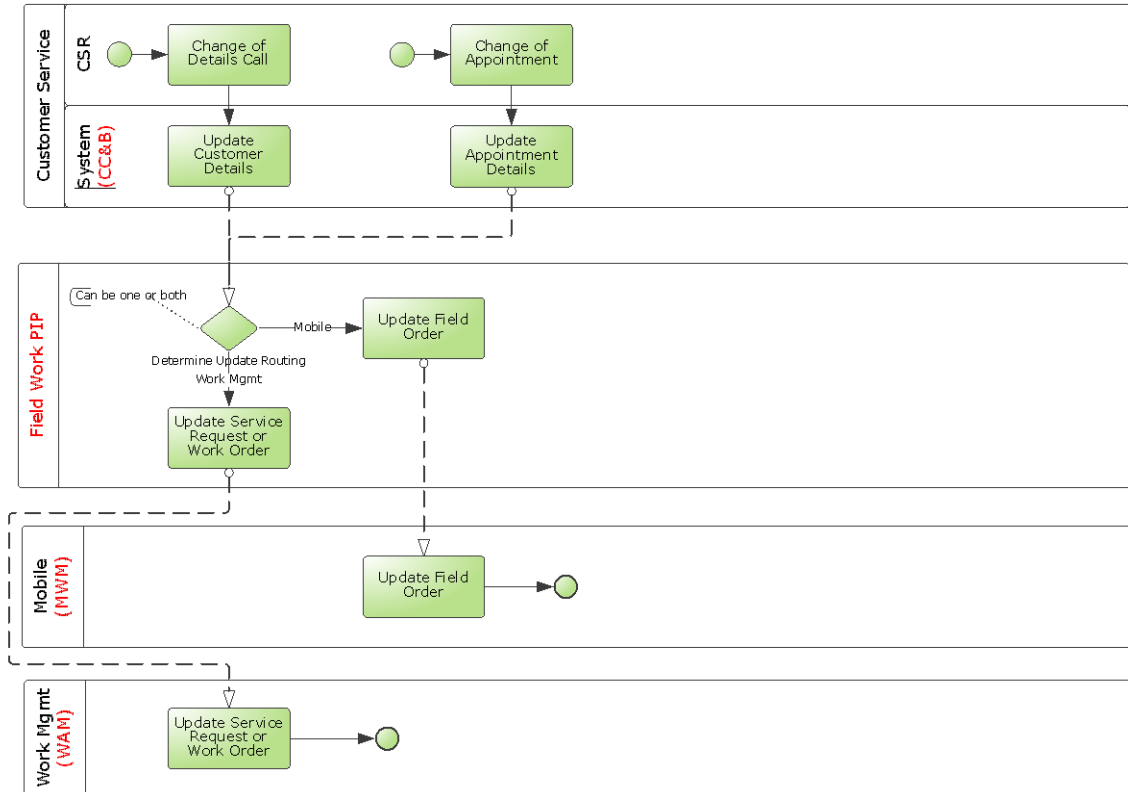 Customer Service
CSR
Change of
Details Call
Change of
Appointment
System
(CC&B)
Update
Customer
Details
Update
Appointment
Details
Field Work PIP
Can be one or both
Mobile
Update Field
Order
Determine Update Routing
Work Mgmt
Update Service
Request or
Work Order
Mobile
(MWM)
Update Field
Order
Work Mgmt
(WAM)
Update Service
Request or
Work Order